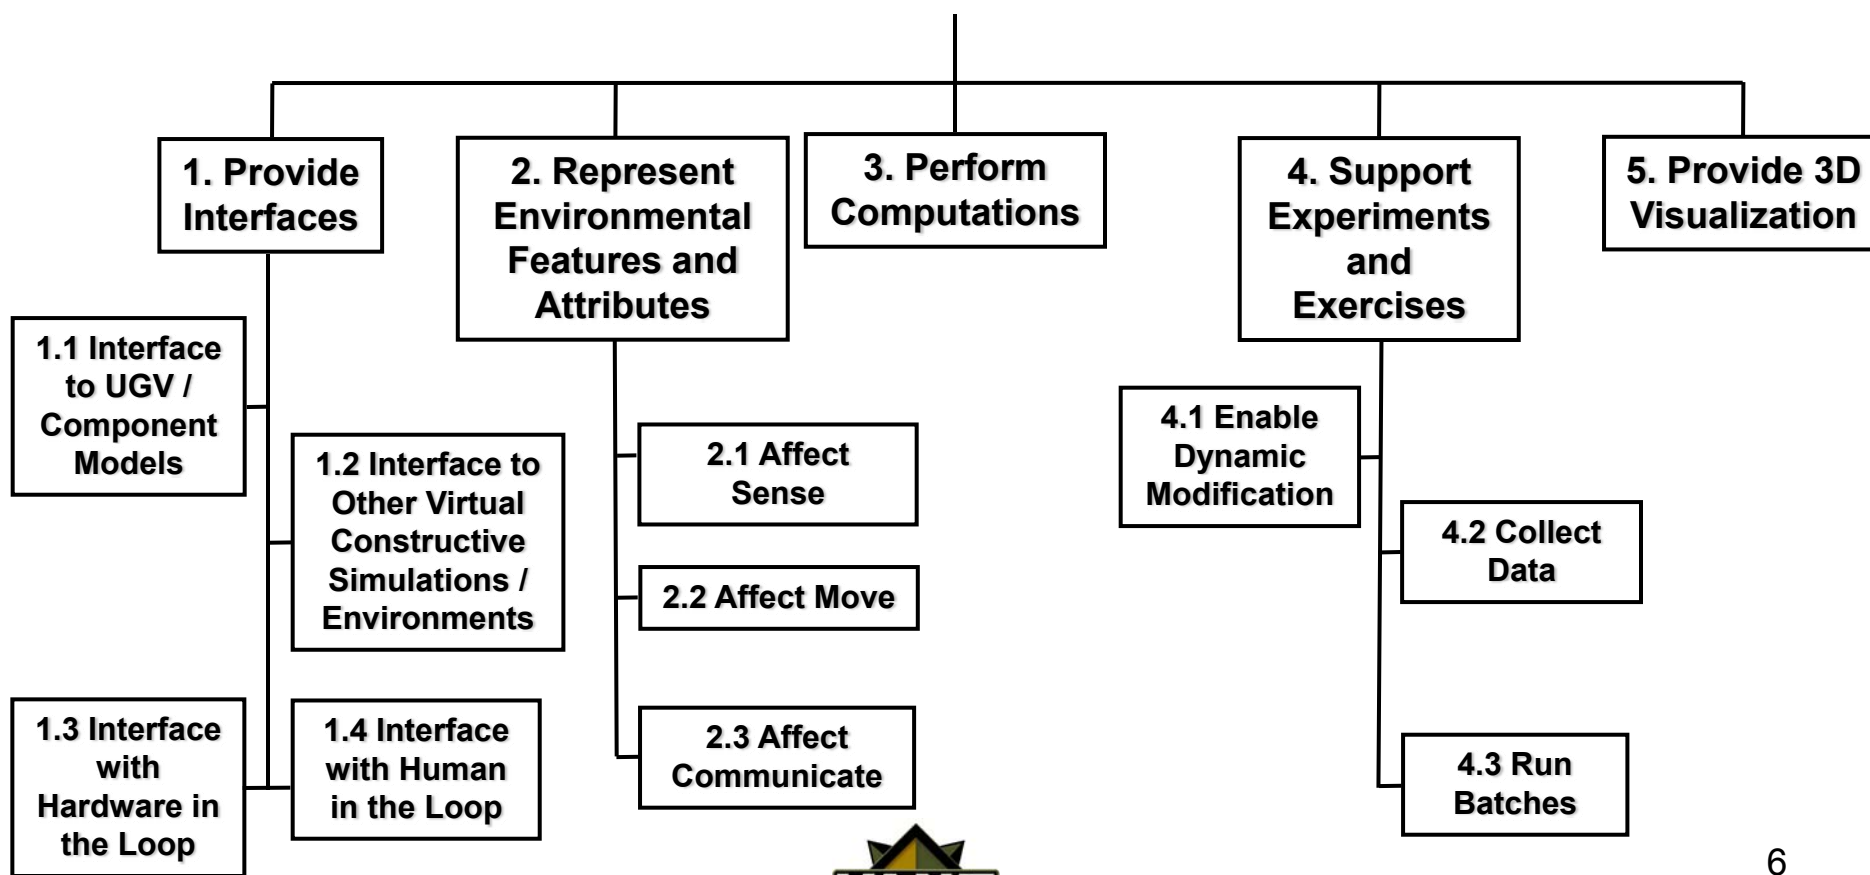 1. Provide
Interfaces
2. Represent
Environmental
Features and
Attributes
3. Perform
Computations
4. Support
Experiments
and
Exercises
5. Provide 3D
Visualization
1.1 Interface
to UGV /
Component
Models
1.2 Interface to
Other Virtual
Constructive
Simulations /
Environments
1.3 Interface
with
Hardware in
the Loop
1.4 Interface
with Human
in the Loop
2.1 Affect
Sense
2.2 Affect Move
2.3 Affect
Communicate
4.1 Enable
Dynamic
Modification
4.2 Collect
Data
4.3 Run
Batches
6